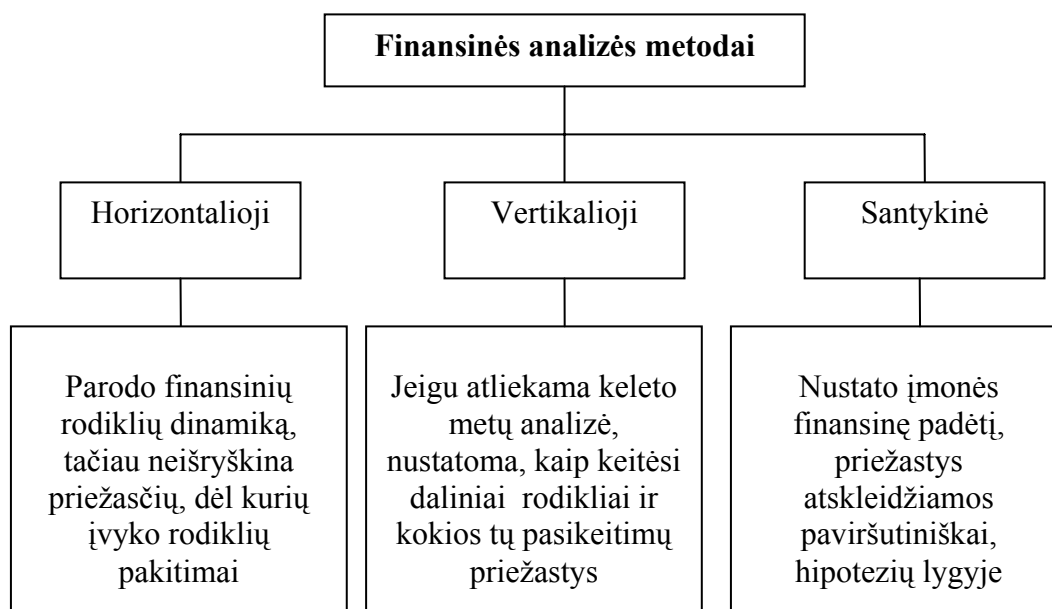 Finansinės analizės metodai
Horizontalioji
Vertikalioji
Santykinė
Parodo finansinių
rodiklių dinamiką,
tačiau neišryškina
priežasčių, dėl kurių
įvyko rodiklių
pakitimai
Jeigu atliekama keleto
metų analizė,
nustatoma, kaip keitėsi
daliniai rodikliai ir
kokios tų pasikeitimų
priežastys
Nustato įmonės
finansinę padėtį,
priežastys
atskleidžiamos
paviršutiniškai,
hipotezių lygyje